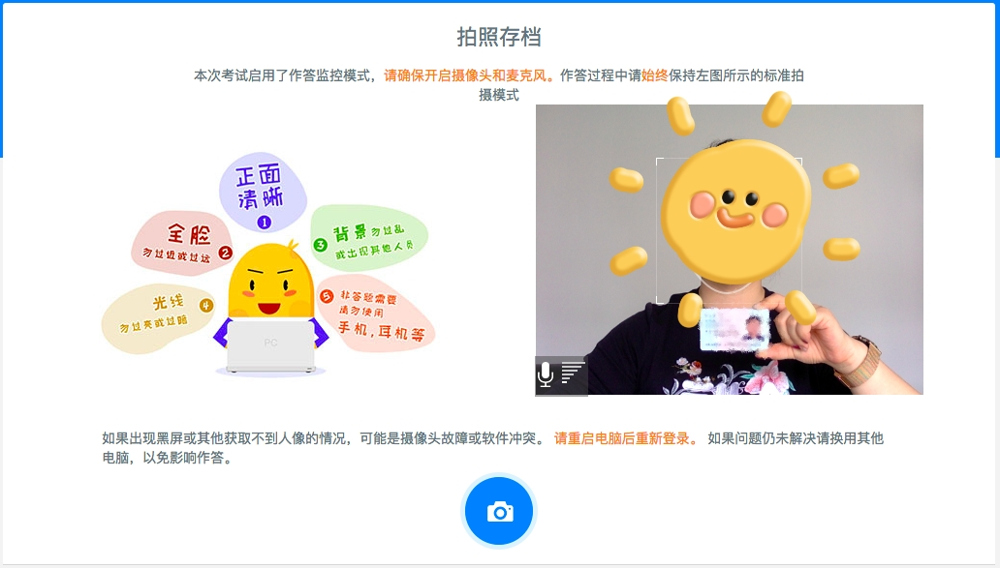 拍照存档
本次考试启用了作答监控模式，请确保开启摄像头和麦克风。作答过程中请始终保持左图所示的标准拍
摄模式
正面
清晰
1
全脸
勿过近或过远
2
3
背景勿过乱
或出现其他人员
光线
4
勿过亮或过暗
5
非答题需要
请勿使用
手机,耳机等
PC
如果出现黑屏或其他获取不到人像的情况，可能是摄像头故障或软件冲突。 请重启电脑后重新登录。 如果问题仍未解决请换用其他
电脑，以免影响作答。